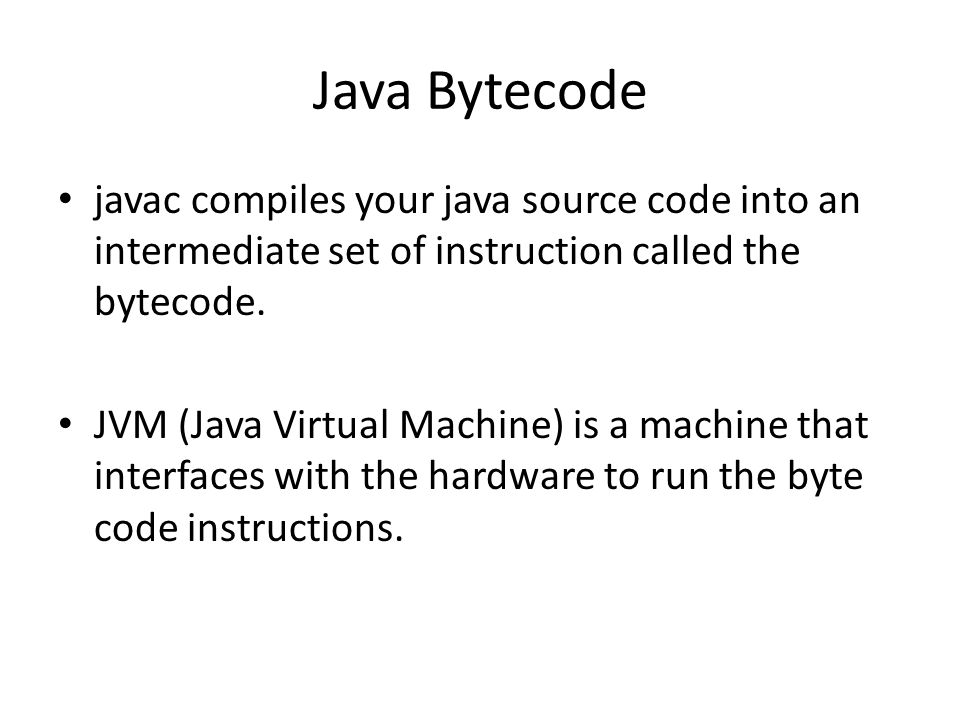 Java Bytecode
• javac compiles your java source code into an
intermediate set of instruction called the
bytecode.
• JVM (Java Virtual Machine) is a machine that
interfaces with the hardware to run the byte
code instructions.